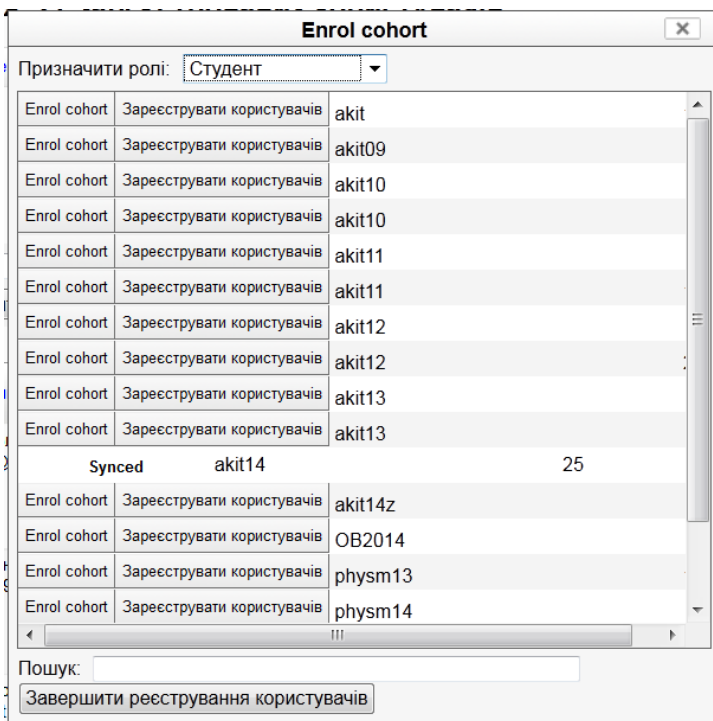 Enrol cohort
Призначити ролі: Студент
Enrol cohort Зареєструвати користувачів akit
Enrol cohort Зареєструвати користувачів akit09
Enrol cohort Зареєструвати користувачів akit10
Enrol cohort Зареєструвати користувачів akit10
Enrol cohort Зареєструвати користувачів akit11
Enrol cohort Зареєструвати користувачів akit11
Enrol cohort Зареєструвати користувачів akit12
Enrol cohort Зареєструвати користувачів akit12
Enrol cohort Зареєструвати користувачів akit13
Enrol cohort Зареєструвати користувачів akit13
Synced akit14 25
Enrol cohort Зареєструвати користувачів akit14z
Enrol cohort Зареєструвати користувачів OB2014
Enrol cohort Зареєструвати користувачів physm13
Enrol cohort Зареєструвати користувачів physm14
Пошук:
Завершити реєстрування користувачів